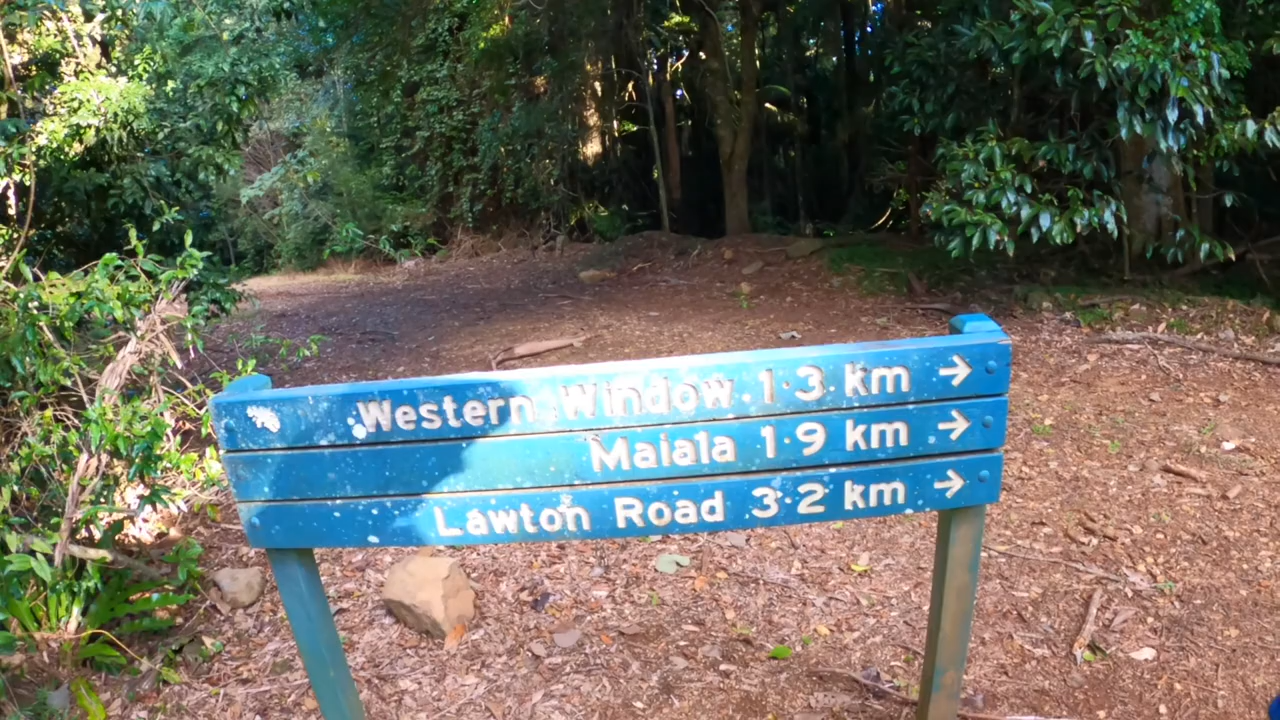 Western Window 1·3 km →
Maiala 1·9 km →
Lawton Road 3·2 km →